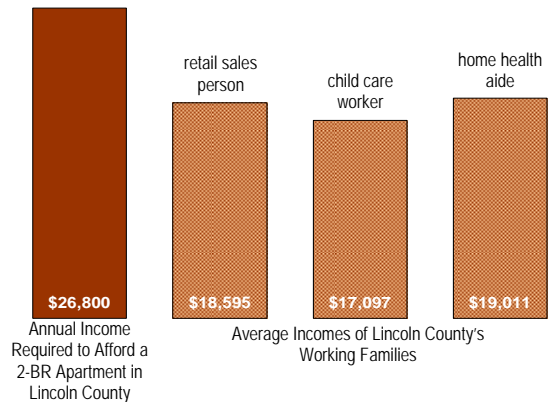 retail sales
person
child care
worker
home health
aide
$26,800
$18,595
$17,097
$19,011
Annual Income
Required to Afford a
2-BR Apartment in
Lincoln County
Average Incomes of Lincoln County's
Working Families